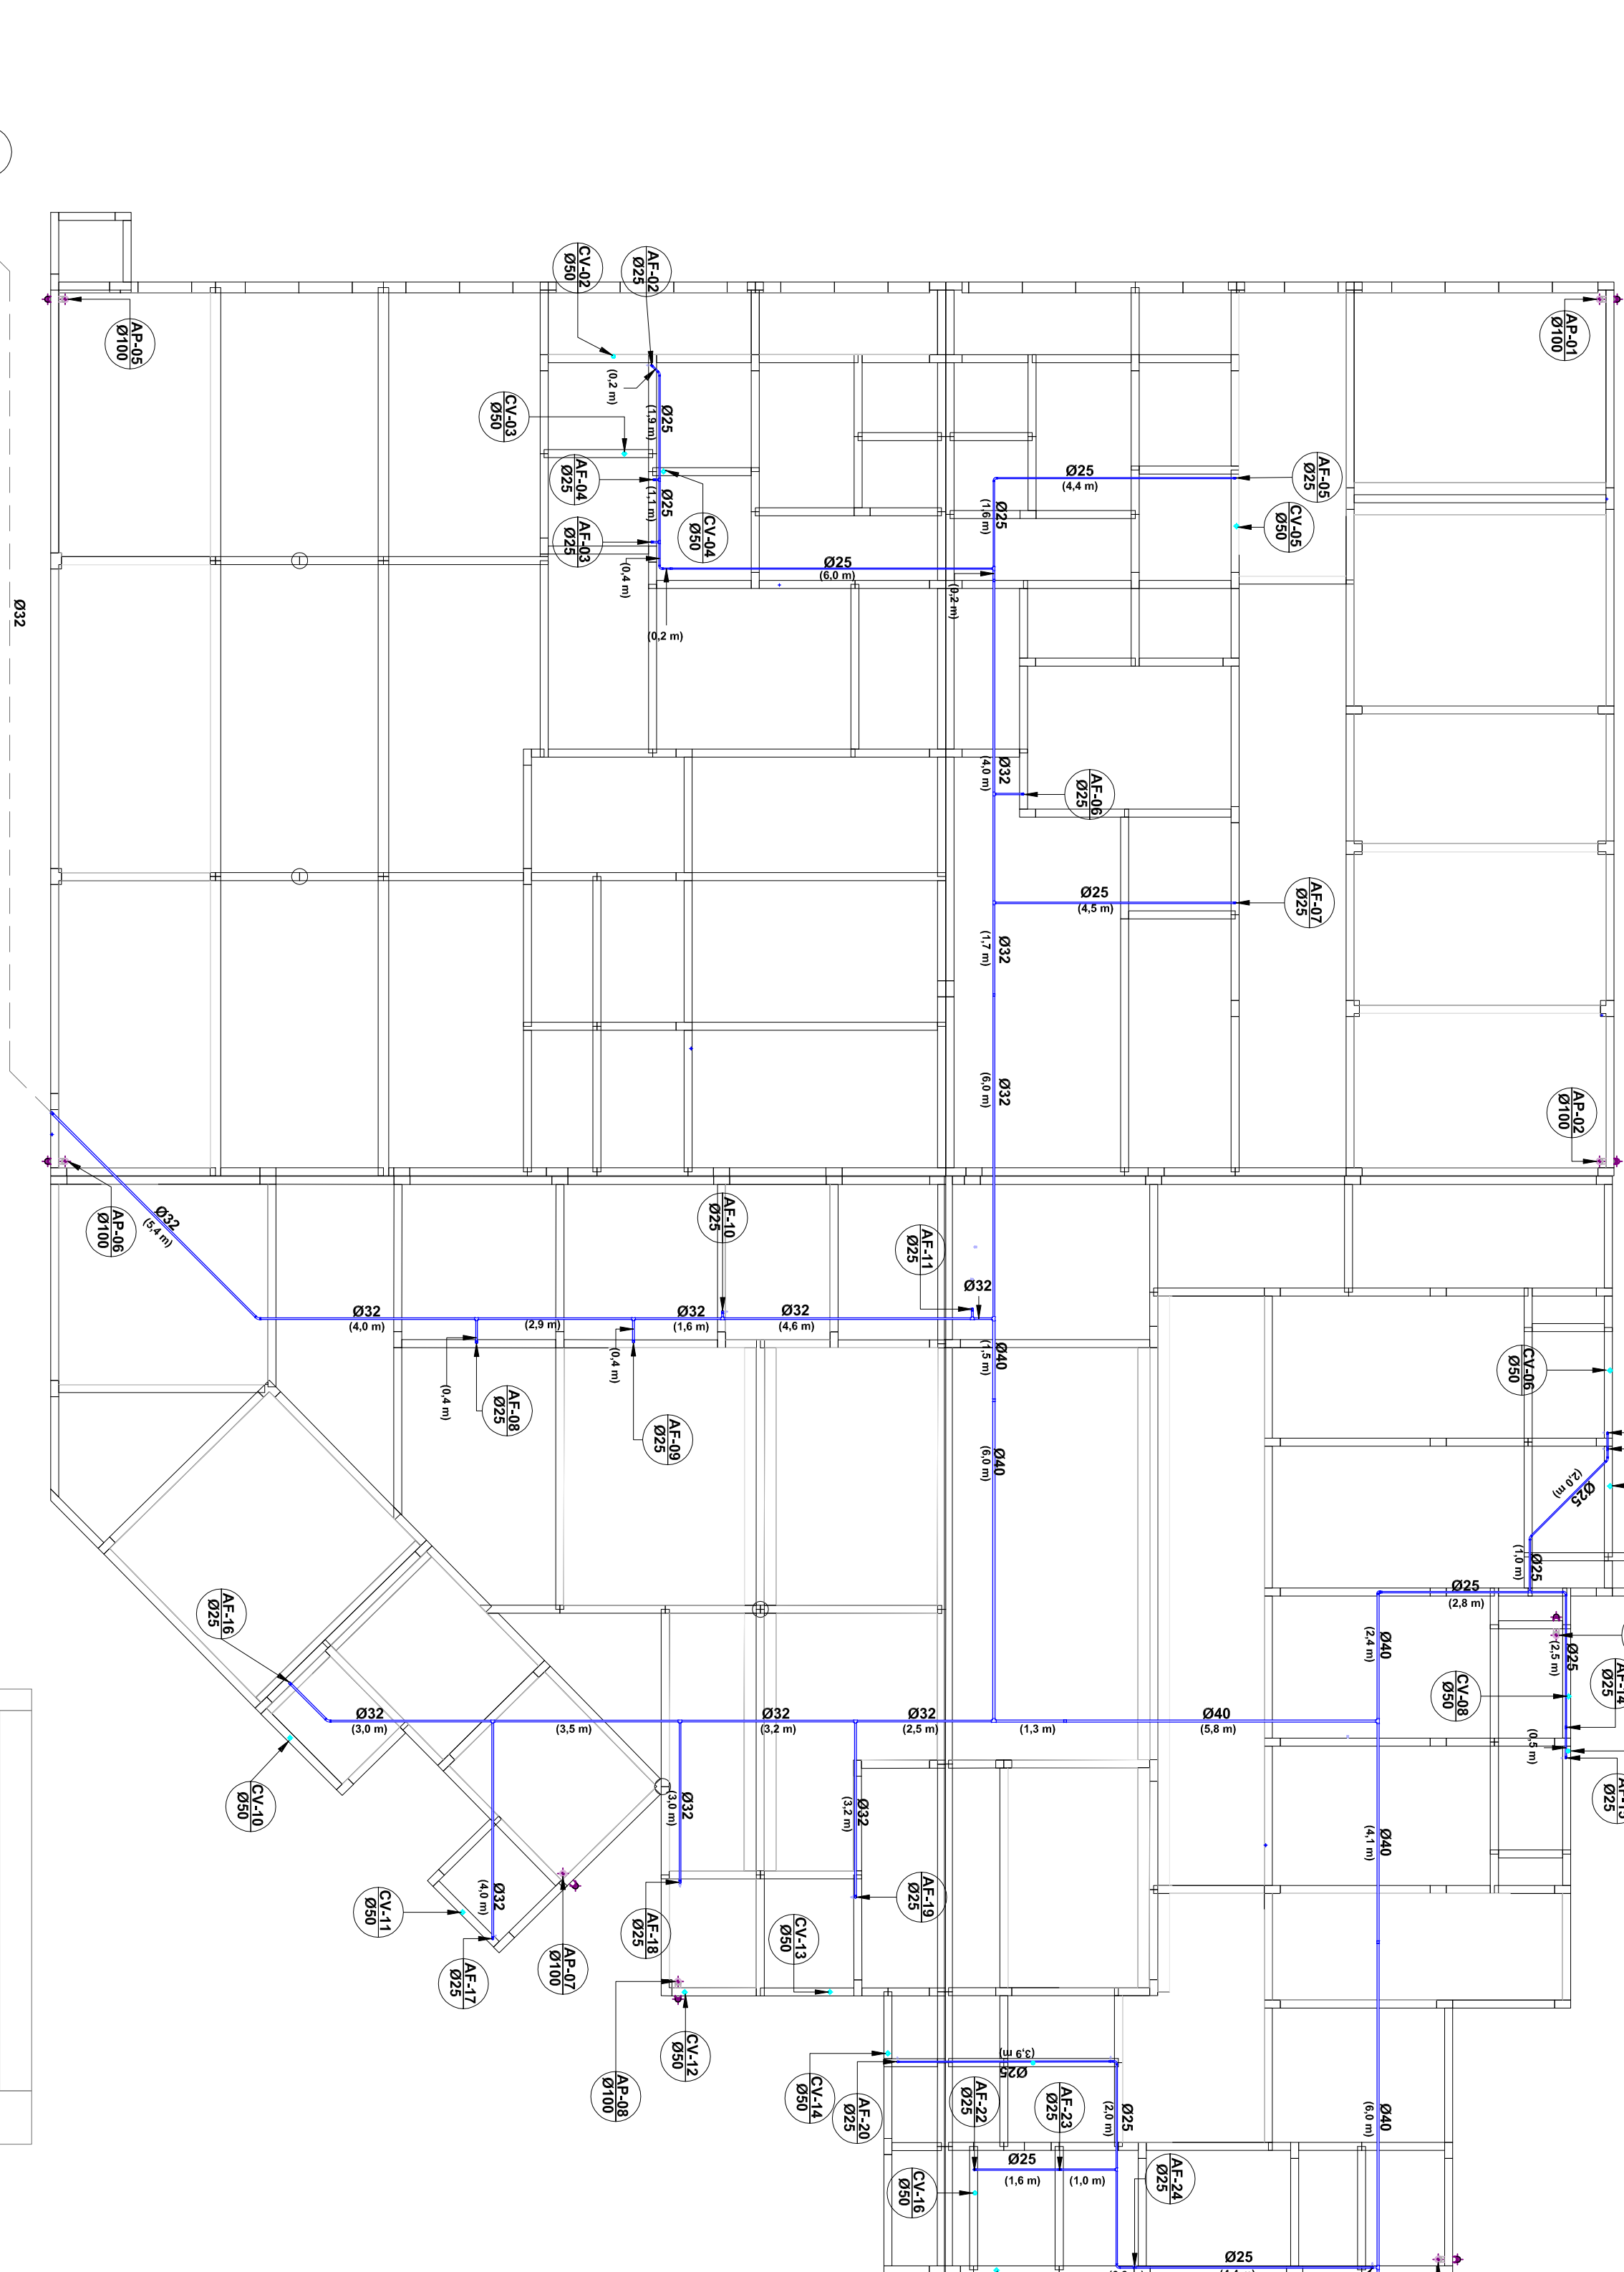 AP-01
Ø100
AF-02
Ø25
CV-02
Ø50
AP-05
Ø100
(0,2 m)
CV-03
Ø50
Ø25
(1,9 m)
AF-04
Ø25
Ø25
(1,1 m)
CV-04
Ø50
AF-03
Ø25
(0,4 m)
(0,2 m)
Ø25
(6,0 m)
(0,2 m)
Ø25
(1,6 m)
Ø25
(4,4 m)
AF-05
Ø25
CV-05
Ø50
Ø32
Ø32
(4,0 m)
AF-06
Ø25
Ø25
(4,5 m)
AF-07
Ø25
Ø32
(1,7 m)
Ø32
(6,0 m)
AP-02
Ø100
AP-06
Ø100
Ø32
(5,4 m)
AF-10
Ø25
AF-11
Ø25
Ø32
Ø32
(4,0 m)
(2,9 m)
Ø32
(1,6 m)
Ø32
(4,6 m)
(0,4 m)
AF-08
Ø25
(0,4 m)
AF-09
Ø25
Ø40
(1,5 m)
Ø40
(6,0 m)
CV-06
Ø50
Ø25
(2,0 m)
Ø25
(1,0 m)
Ø25
(2,8 m)
Ø25
(2,5 m)
AF-14
Ø25
CV-08
Ø50
(0,5 m)
AF-15
Ø25
Ø40
(2,4 m)
AF-16
Ø25
CV-10
Ø50
Ø32
(3,0 m)
(3,5 m)
Ø32
(3,2 m)
Ø32
(2,5 m)
(1,3 m)
Ø40
(5,8 m)
Ø32
(3,0 m)
Ø32
(3,2 m)
Ø40
(4,1 m)
Ø32
(4,0 m)
CV-11
Ø50
AF-17
Ø25
AP-07
Ø100
AF-18
Ø25
AF-19
Ø25
CV-13
Ø50
CV-12
Ø50
AP-08
Ø100
CV-14
Ø50
AF-20
Ø25
Ø25
(3,9 m)
AF-22
Ø25
AF-23
Ø25
Ø25
(2,0 m)
Ø40
(6,0 m)
Ø25
(1,6 m)
(1,0 m)
CV-16
Ø50
AF-24
Ø25
Ø25